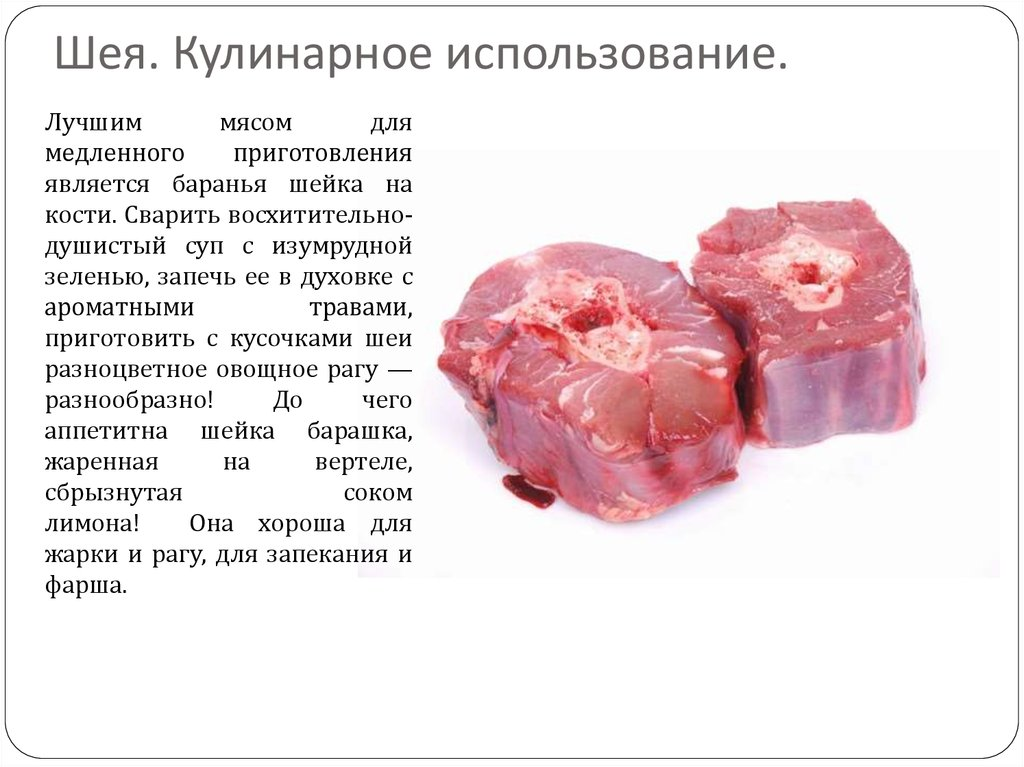 Шея. Кулинарное использование.
Лучшим мясом для
медленного приготовления
является баранья шейка на
кости. Сварить восхитительно-
душистый суп с изумрудной
зеленью, запечь ее в духовке с
ароматными травами,
приготовить с кусочками шеи
разноцветное овощное рагу —
разнообразно! До чего
аппетитна шейка барашка,
жаренная на вертеле,
сбрызнутая соком
лимона! Она хороша для
жарки и рагу, для запекания и
фарша.